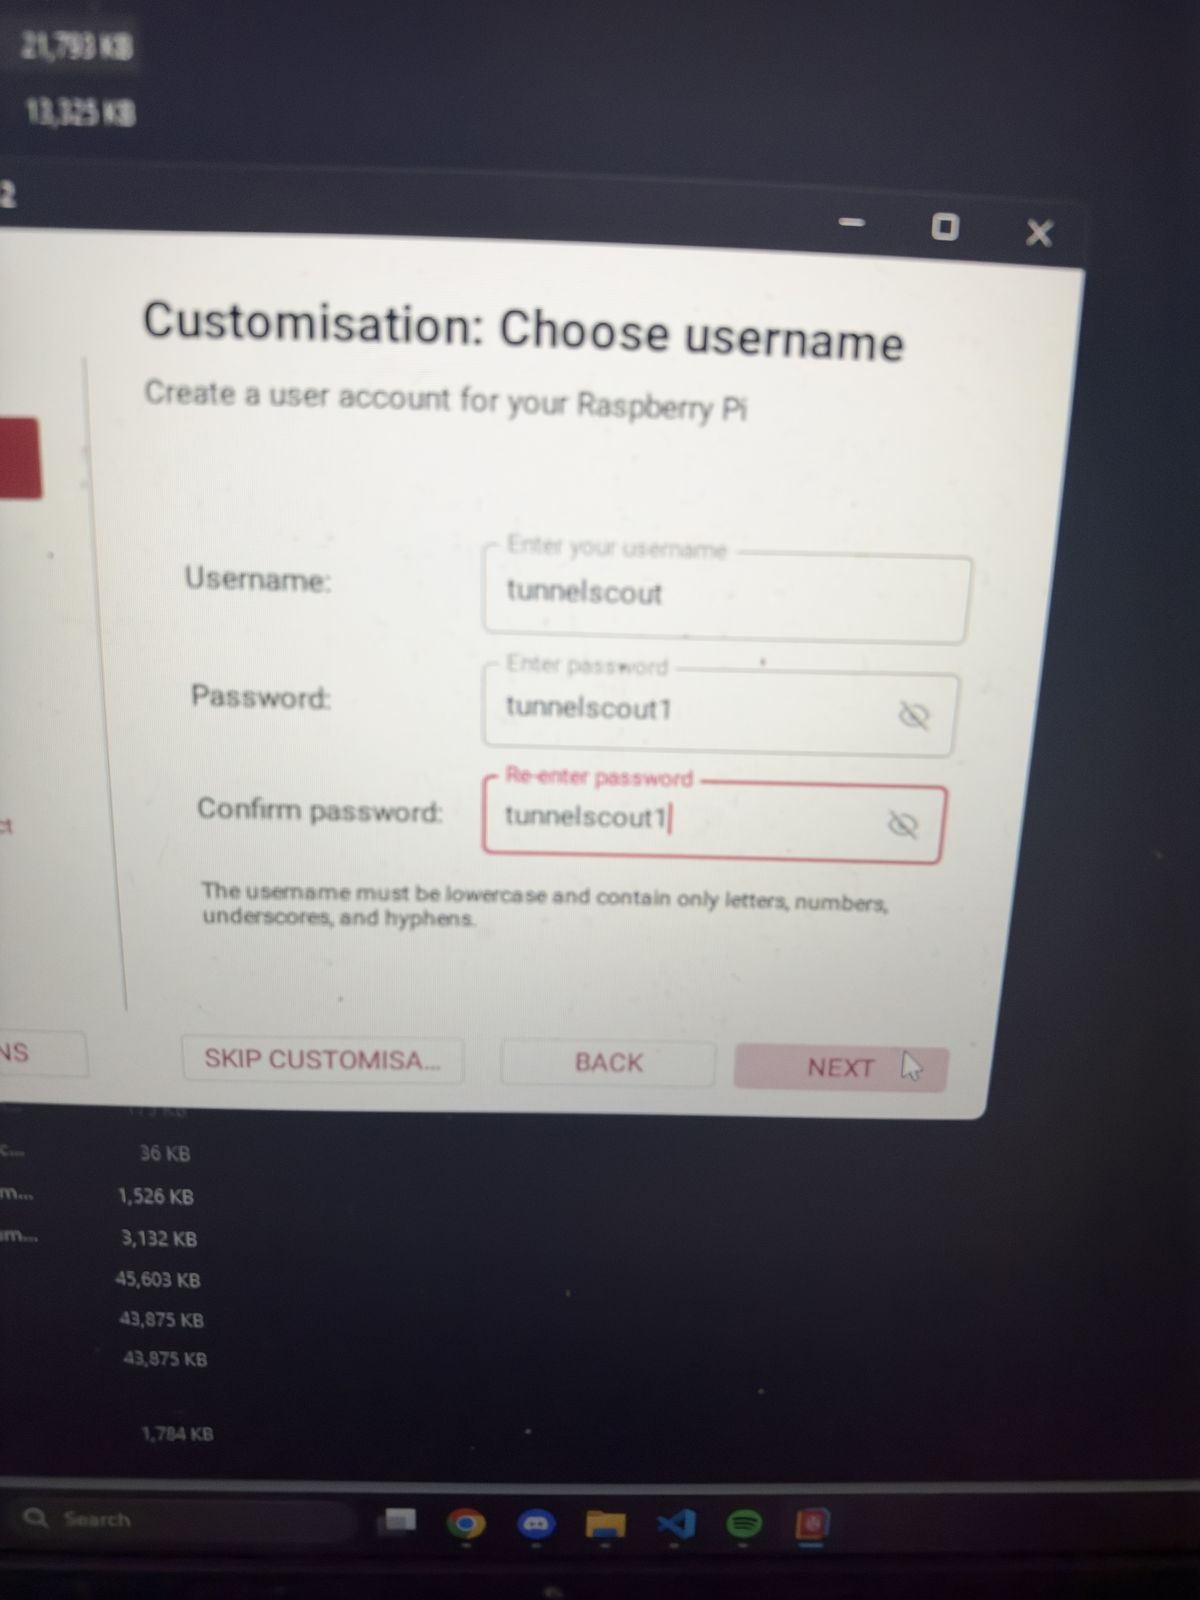 21,793 KB
13,325 KB
2
Customisation: Choose username
Create a user account for your Raspberry Pi
Username:
Enter your username
tunnelscout
Password:
Enter password
tunnelscout1
Confirm password:
Re-enter password
tunnelscout1
ct
The username must be lowercase and contain only letters, numbers,
underscores, and hyphens.
NS
SKIP CUSTOMISA...
BACK
NEXT
c...
36 KB
m...
1,526 KB
m...
3,132 KB
45,603 KB
43,875 KB
43,875 KB
1,784 KB
Search